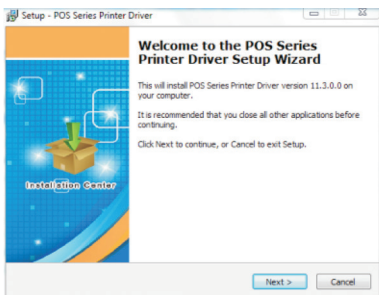 Setup - POS Series Printer Driver
Welcome to the POS Series
Printer Driver Setup Wizard
This will install POS Series Printer Driver version 11.3.0.0 on
your computer.
It is recommended that you close all other applications before
continuing.
Click Next to continue, or Cancel to exit Setup.
Installation Center
Next >
Cancel